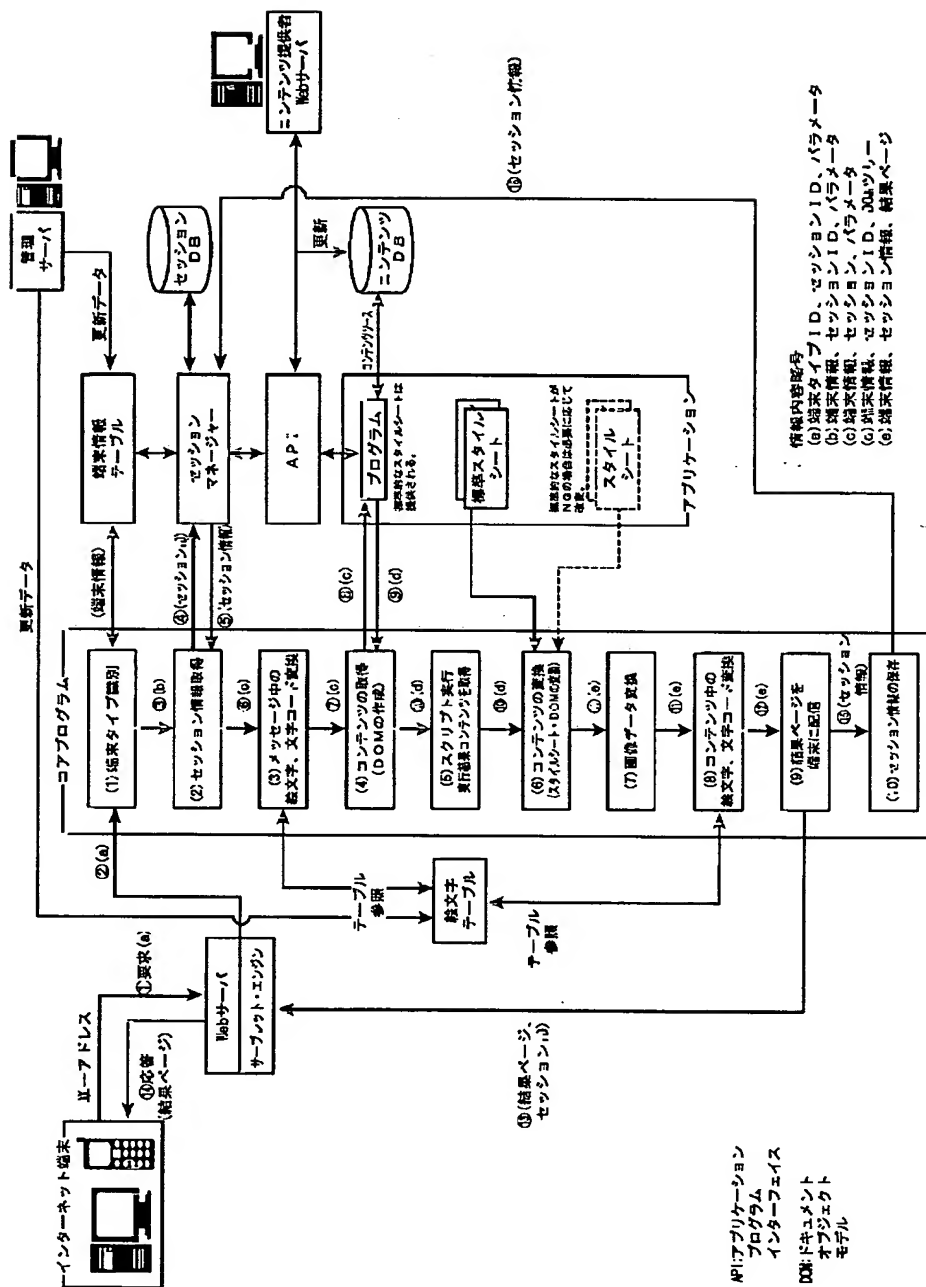 インターネット端末
単一アドレス
①要求(a)
⑭応答
(結果ページ)
Webサーバ
サーブレット・エンジン
②(a)
更新データ
管理
サーバ
更新データ
テーブル
参照
絵文字
テーブル
テーブル
参照
コアプログラム
(1)端末タイプ識別
③(b)
(2)セッション情報取得
⑥(c)
(3)メッセージ中の
絵文字、文字コード変換
⑦(c)
(4)コンテンツの取得
(DOMの作成)
(5)スクリプト実行
実行結果コンテンツを取得
⑩(d)
(6)コンテンツの変換
(スタイルシート・DOMの変換)
(7)画像データ変換
⑪(e)
(8)コンテンツ中の
絵文字、文字コード変換
⑫(e)
(9)結果ページを
端末に配信
⑮(セッション
情報)
(10)セッション情報の保存
⑬(結果ページ、
(端末情報)
④(セッション
⑤(セッション情報)
⑧(c)
⑨(d)
端末情報
テーブル
セッション
マネージャー
セッション
DB
API
更新
コンテンツ提供者
Webサーバ
コンテンツ
DB
コンテンツソース
プログラム
標準的なスタイルシートは
提供される。
標準スタイル
シート
標準的なスタイルシートが
NGの場合は必要に応じて
改変。
スタイル
シート
アプリケーション
⑯(セッション情報)
情報内容略号
(a)端末タイプID、セッションID、パラメータ
(b)端末情報、セッションID、パラメータ
(c)端末情報、セッション、パラメータ
(d)端末情報、セッションID、DOMツリー
(e)端末情報、セッション情報、結果ページ
API:アプリケーション
プログラム
インターフェイス
DOM:ドキュメント
オブジェクト
モデル